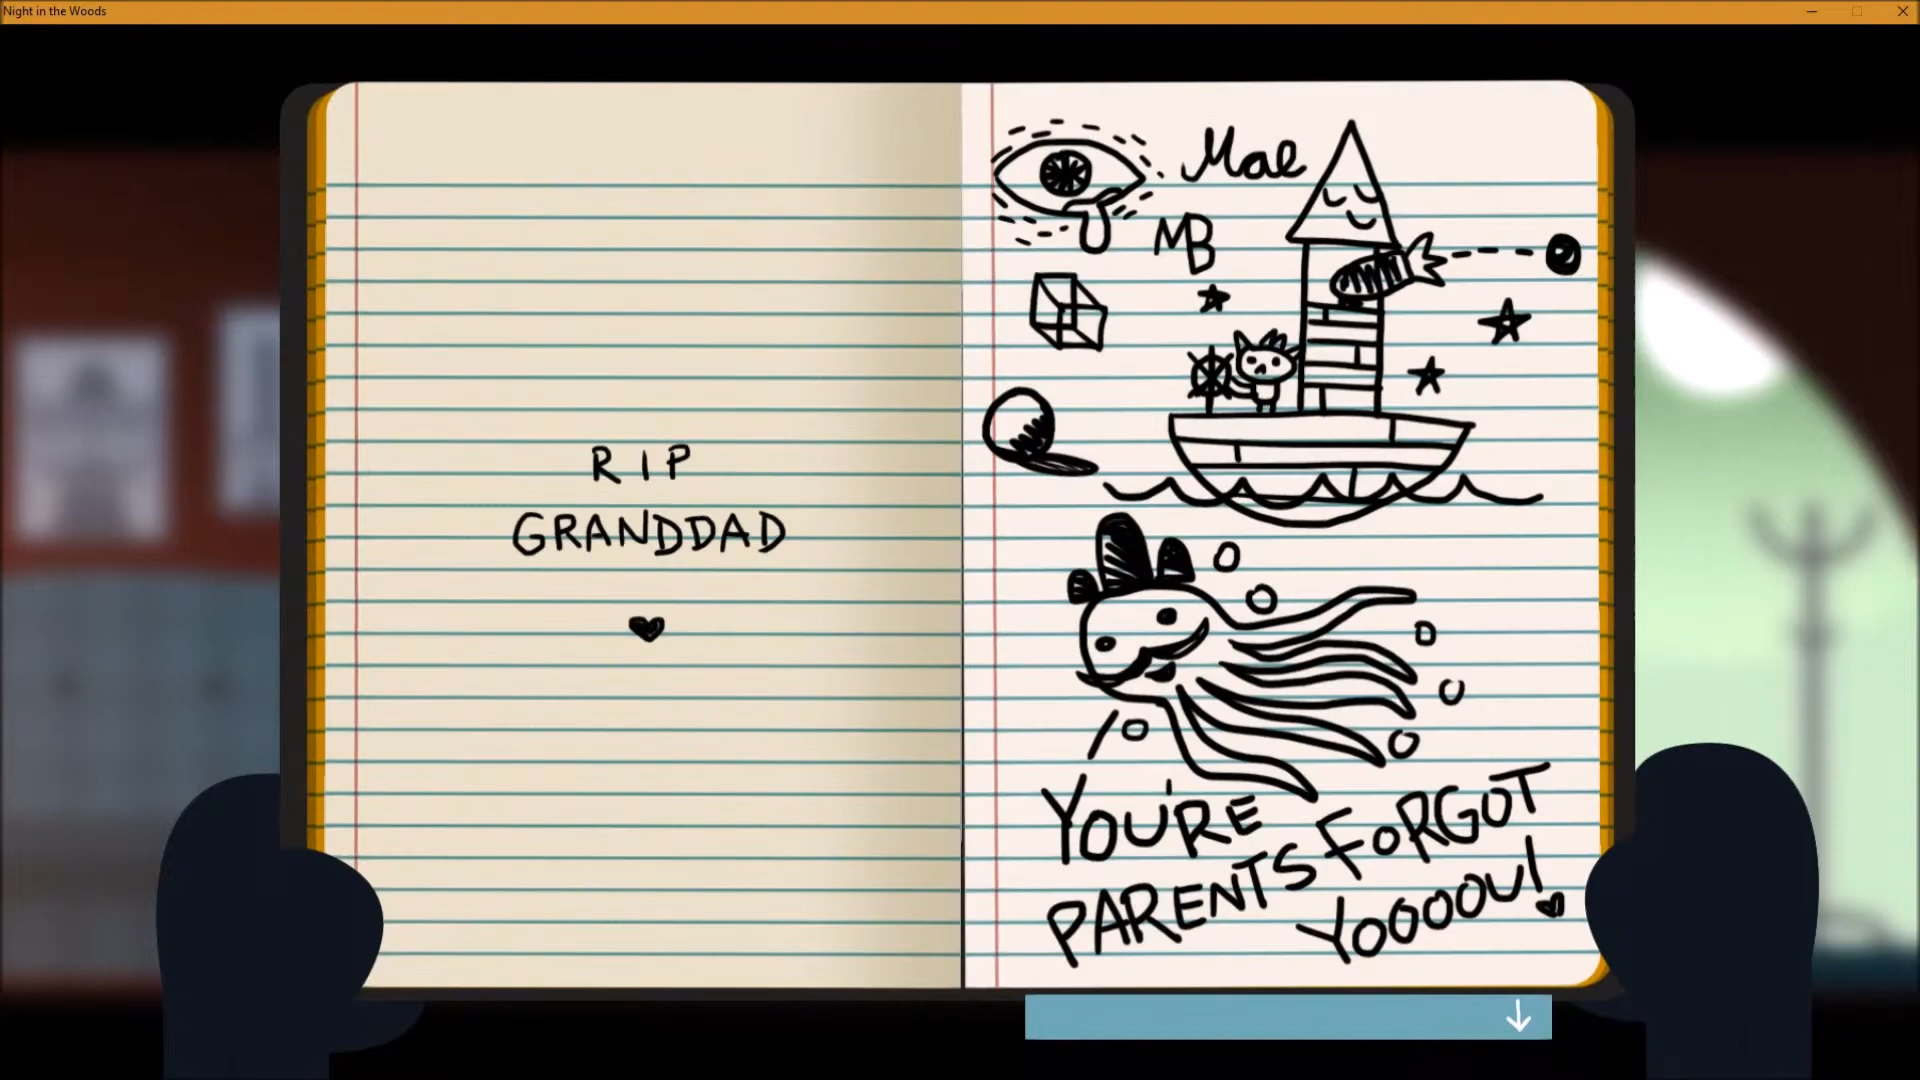 Night in the Woods
RIP
GRANDDAD
Mae
MB
YOU'RE
PARENTS FORGOT
YOOOOU!